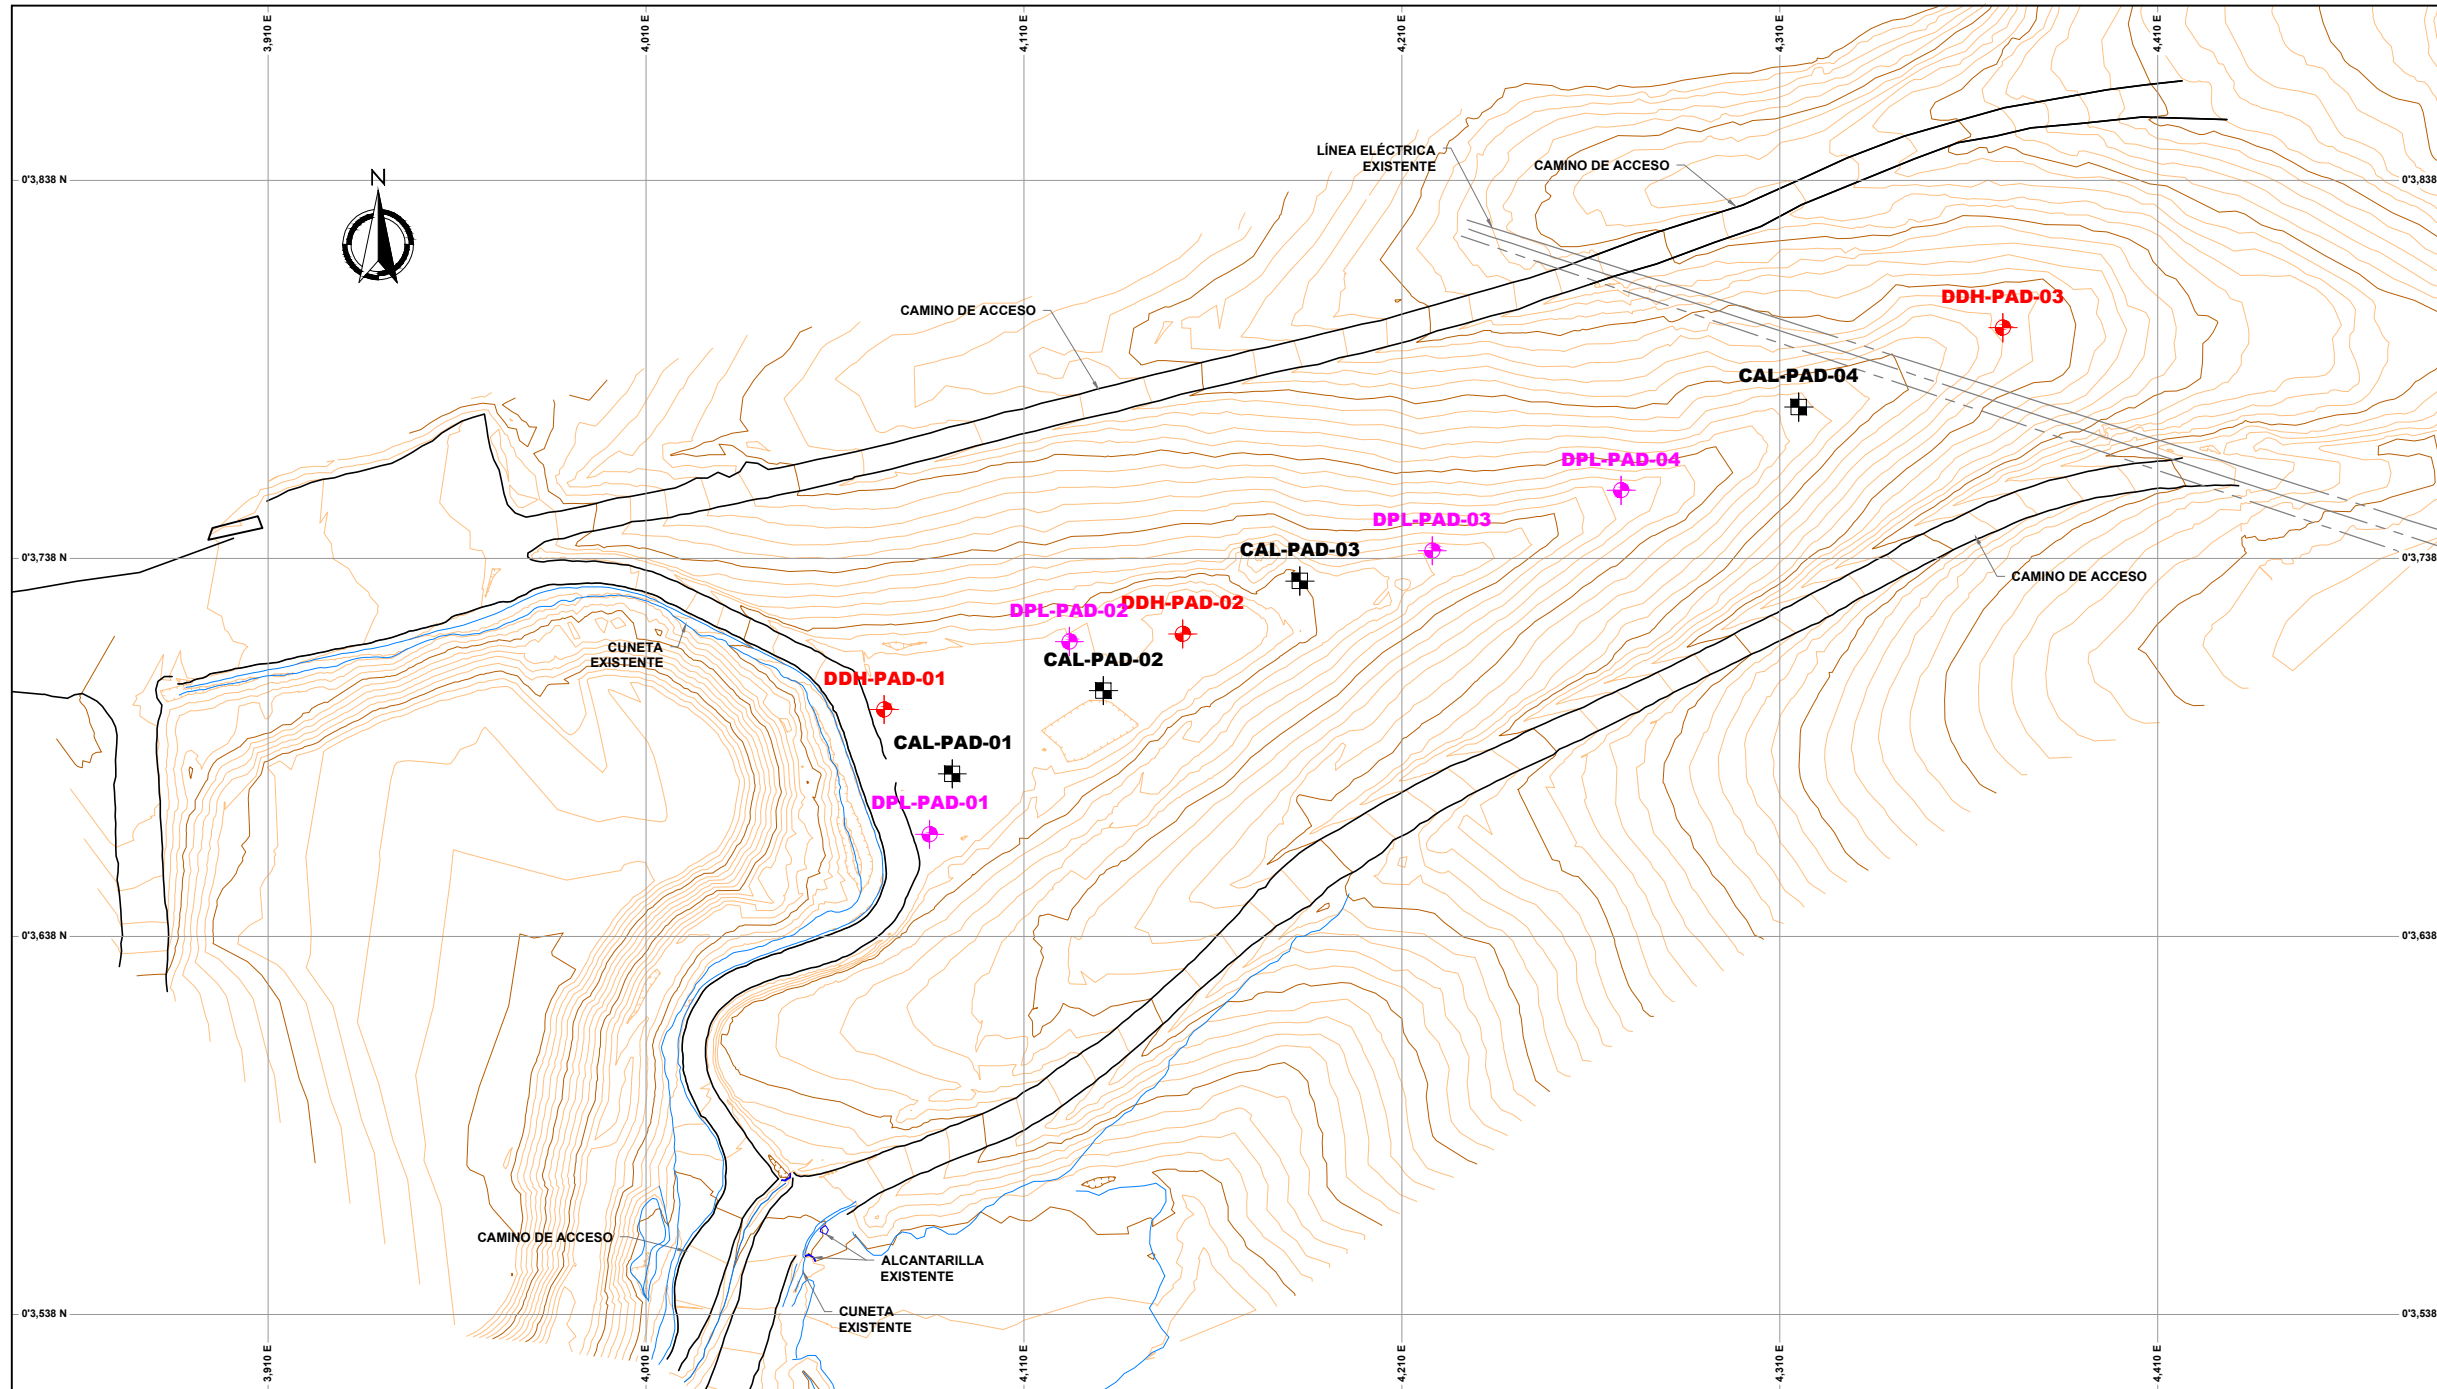 3,910 E
4,010 E
4,110 E
4,210 E
4,310 E
4,410 E
LÍNEA ELÉCTRICA
EXISTENTE
CAMINO DE ACCESO
0'3,838 N
0'3,838
N
CAMINO DE ACCESO
DDH-PAD-03
CAL-PAD-04
DPL-PAD-04
DPL-PAD-03
CAL-PAD-03
0'3,738 N
0'3,738
CAMINO DE ACCESO
DPL-PAD-02
DDH-PAD-02
CUNETA
EXISTENTE
CAL-PAD-02
DDH-PAD-01
CAL-PAD-01
DPL-PAD-01
0'3,638 N
0'3,638
CAMINO DE ACCESO
ALCANTARILLA
EXISTENTE
CUNETA
EXISTENTE
0'3,538 N
0'3,538
3,910 E
4,010 E
4,110 E
4,210 E
4,310 E
4,410 E